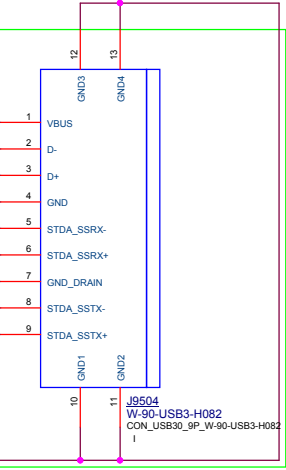 12
13
GND3
GND4
1 VBUS
2 D-
3 D+
4 GND
5 STDA_SSRX-
6 STDA_SSRX+
7 GND_DRAIN
8 STDA_SSTX-
9 STDA_SSTX+
GND1
GND2
10
11
J9504
W-90-USB3-H082
CON_USB30_9P_W-90-USB3-H082
I